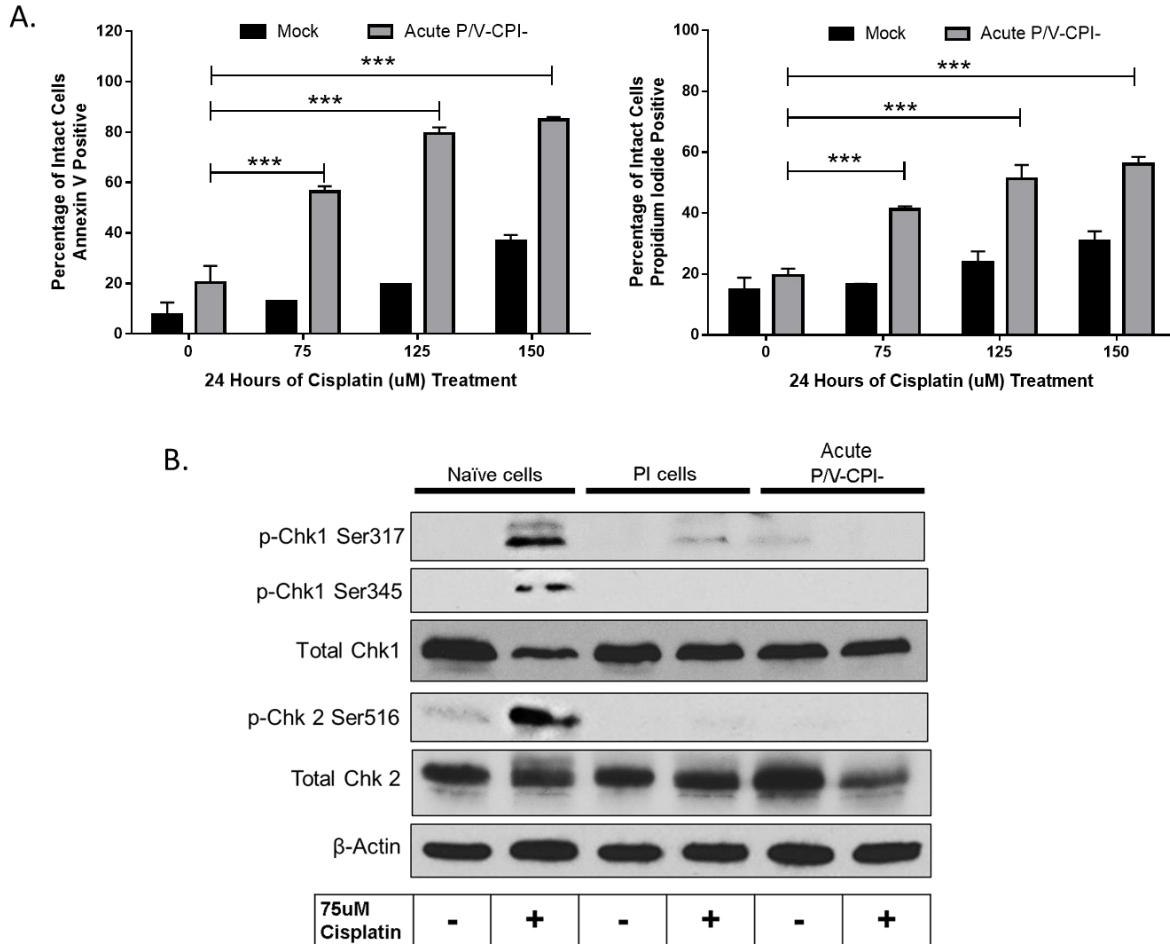 A.
Mock
Acute P/V-CPI-
Percentage of Intact Cells
Annexin V Positive
120
100
80
60
40
20
0
***
***
***
0
75
125
150
24 Hours of Cisplatin (uM) Treatment
Mock
Acute P/V-CPI-
Percentage of Intact Cells
Propidium Iodide Positive
100
80
60
40
20
0
***
***
***
0
75
125
150
24 Hours of Cisplatin (uM) Treatment
B.
Naïve cells
PI cells
Acute
P/V-CPI-
p-Chk1 Ser317
p-Chk1 Ser345
Total Chk1
p-Chk 2 Ser516
Total Chk 2
β-Actin
75uM
Cisplatin
- + - + - +